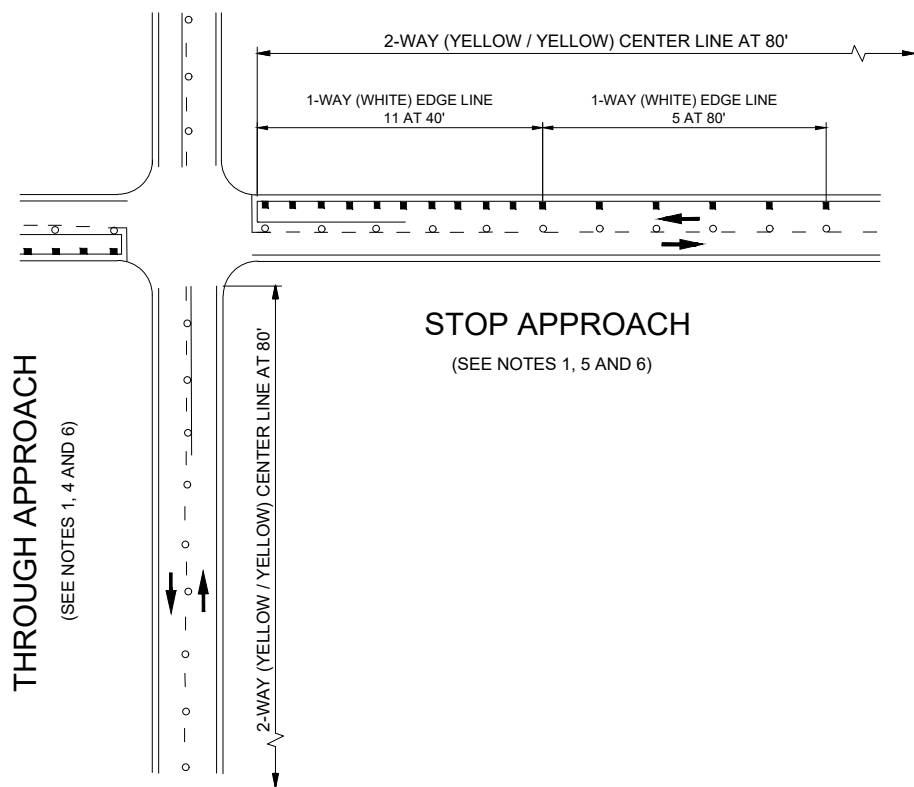 2-WAY (YELLOW / YELLOW) CENTER LINE AT 80'
1-WAY (WHITE) EDGE LINE
11 AT 40'
1-WAY (WHITE) EDGE LINE
5 AT 80'
STOP APPROACH
(SEE NOTES 1, 5 AND 6)
THROUGH APPROACH
(SEE NOTES 1, 4 AND 6)
2-WAY (YELLOW / YELLOW) CENTER LINE AT 80'